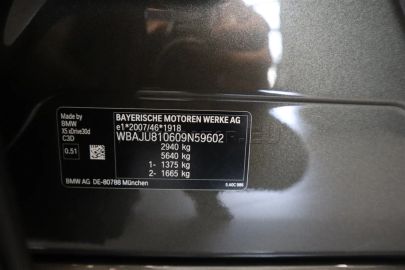 Made by
BMW
X5 xDrive30d
C3D
0.51
BAYERISCHE MOTOREN WERKE AG
e1*2007/46*1918
WBAJU810609N59602
2940 kg
5640 kg
1- 1375 kg
2- 1665 kg
BMW AG DE-80788 München